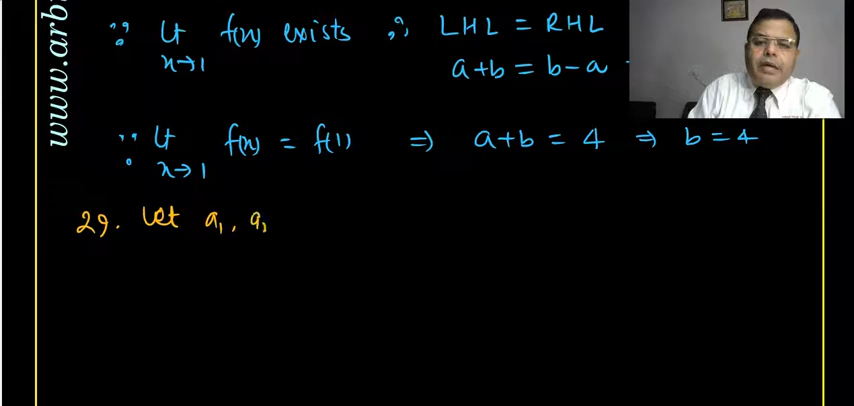 www.arb
∵ Lt f(x) exists ∴ LHL = RHL
x→1
a+b = b-a
∵ Lt f(x) = f(1) ⇒ a+b = 4 ⇒ b = 4
x→1
29. Let a₁, a₂